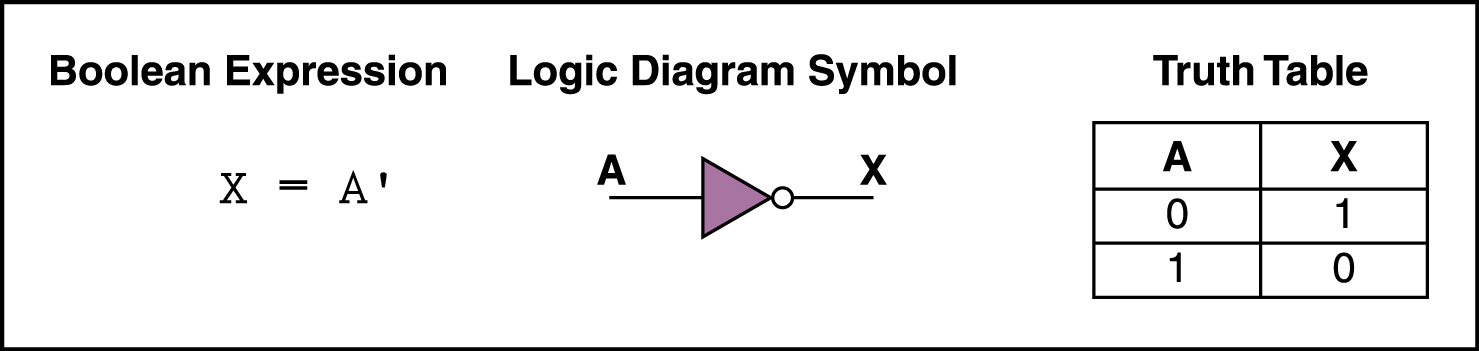 Boolean Expression Logic Diagram Symbol Truth Table
X = A'
A X
A X
0 1
1 0